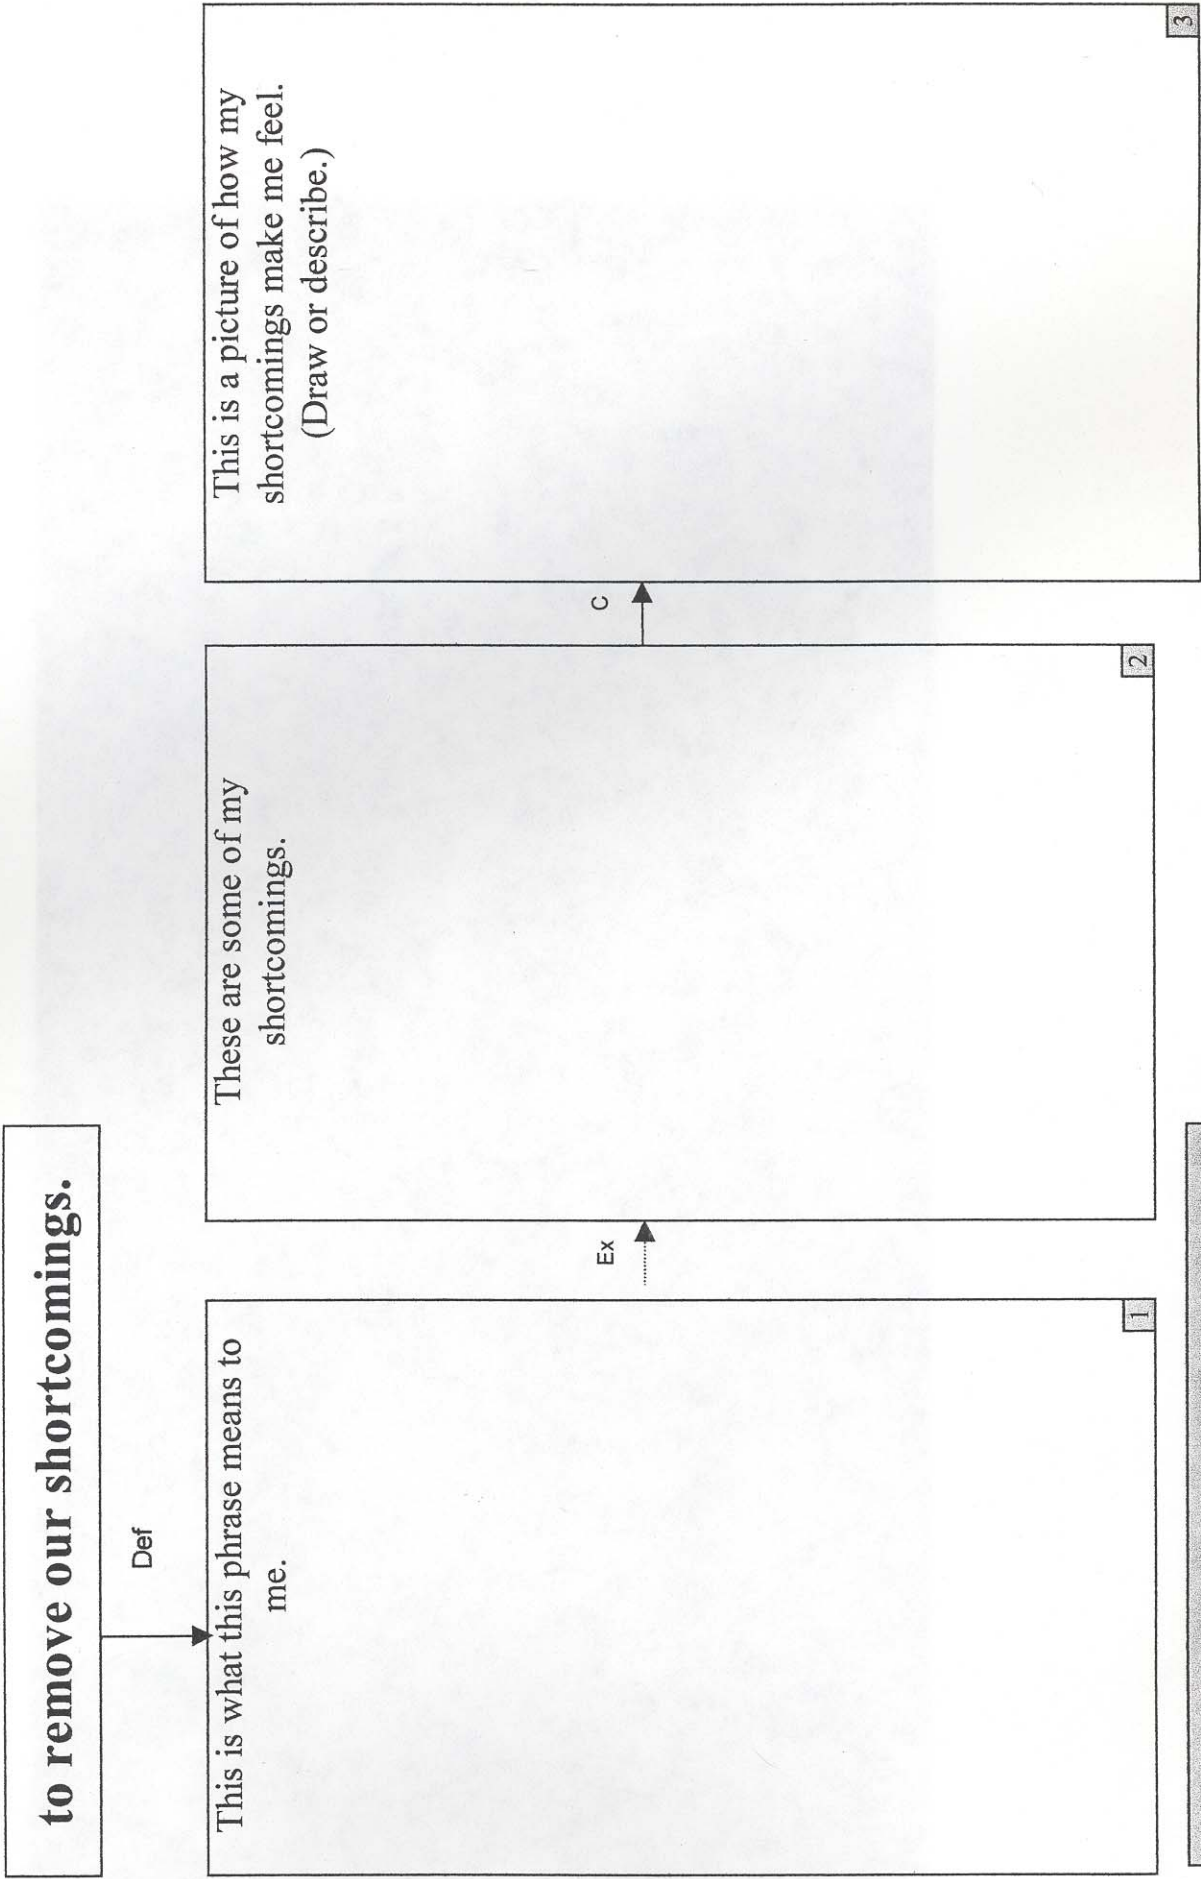 to remove our shortcomings.
Def
This is what this phrase means to
me.
1
Ex
These are some of my
shortcomings.
2
C
This is a picture of how my
shortcomings make me feel.
(Draw or describe.)
3